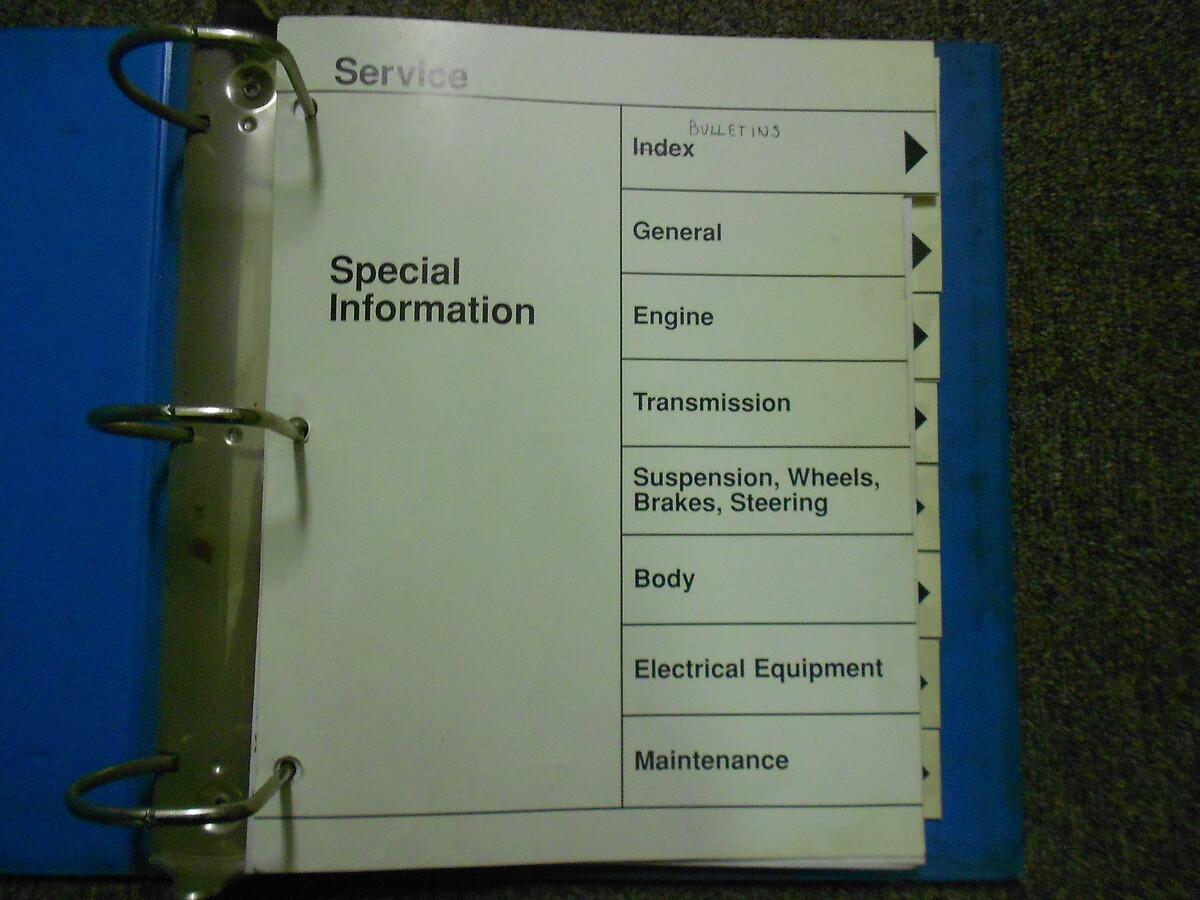 Service
BULLETINS
Index
General
Special
Information
Engine
Transmission
Suspension, Wheels,
Brakes, Steering
Body
Electrical Equipment
Maintenance